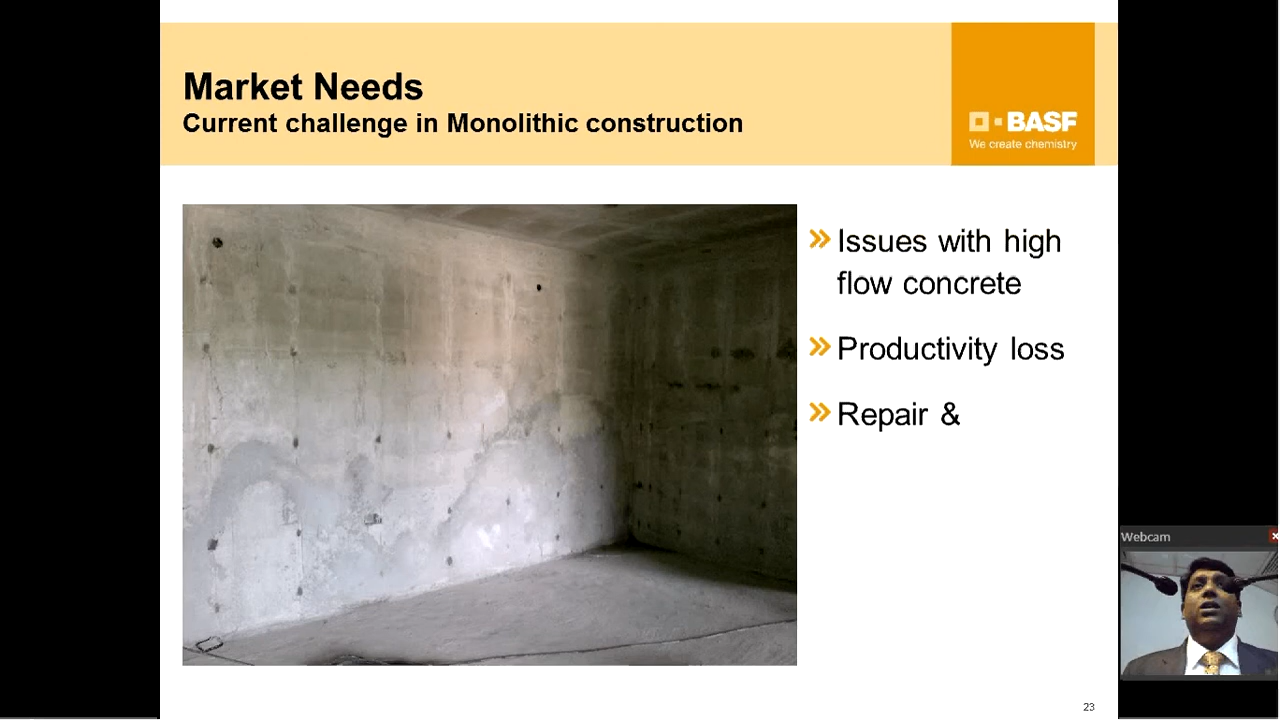 Market Needs
Current challenge in Monolithic construction
BASF
We create chemistry
Issues with high
flow concrete
Productivity loss
Repair &
Webcam
23